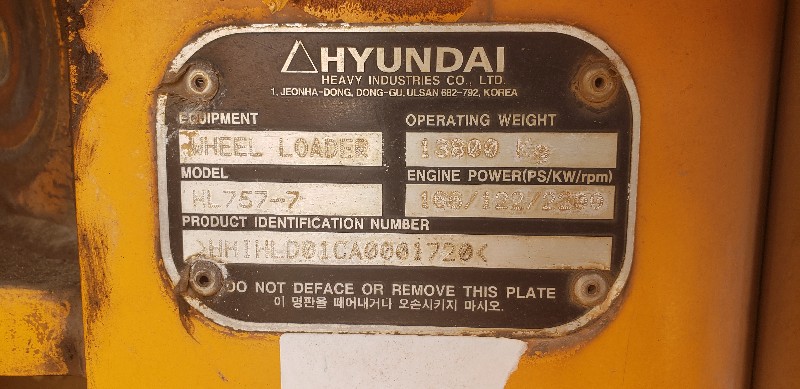 HYUNDAI
HEAVY INDUSTRIES CO., LTD.
1, JEONHA-DONG, DONG-GU, ULSAN 682-792, KOREA
EQUIPMENT
WHEEL LOADER
OPERATING WEIGHT
13800 Kg
MODEL
HL757-7
ENGINE POWER(PS/KW/rpm)
PRODUCT IDENTIFICATION NUMBER
DO NOT DEFACE OR REMOVE THIS PLATE
이 명판을 떼어내거나 오손시키지 마시오.